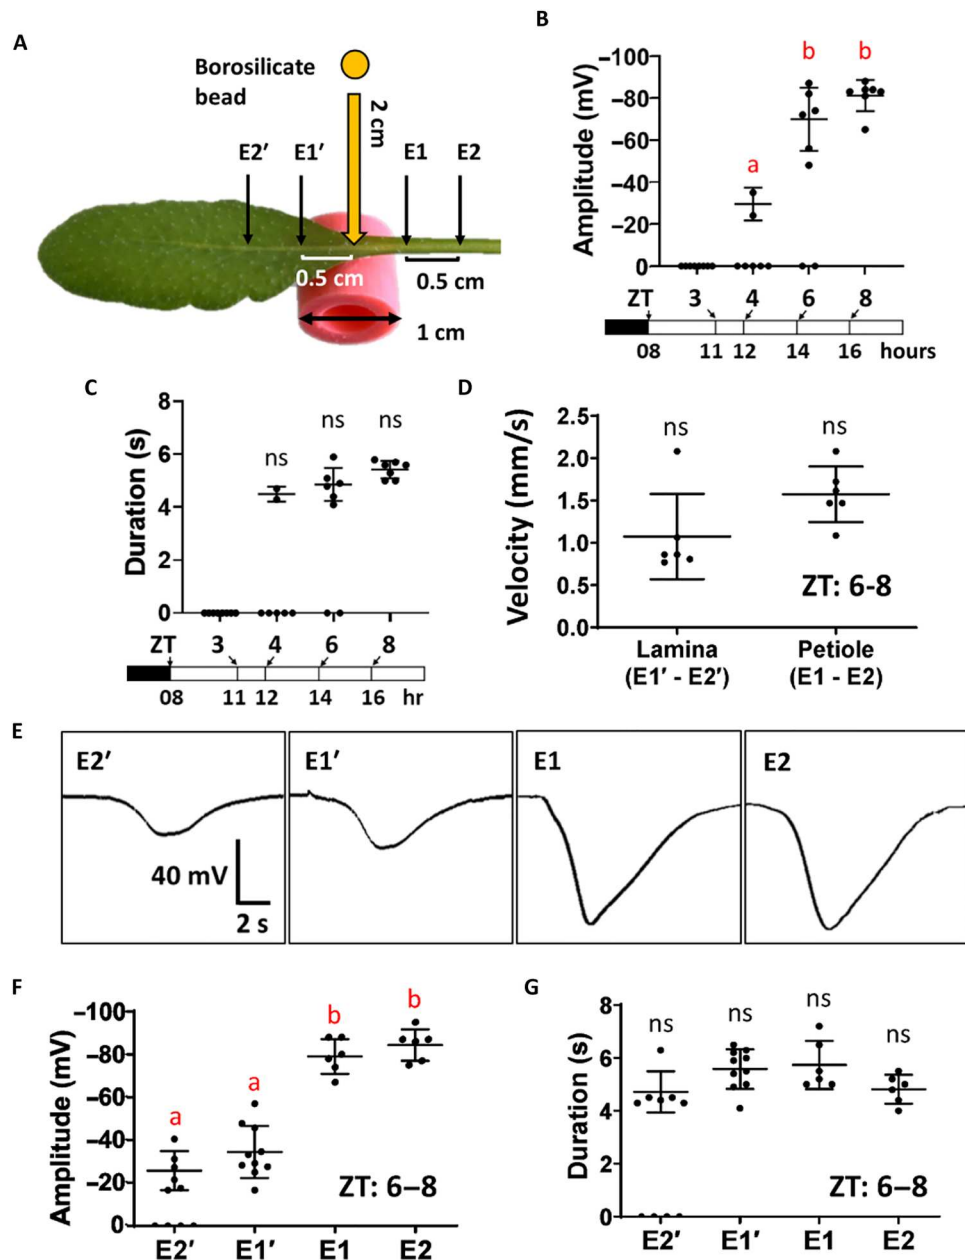 A
Borosilicate
bead
2 cm
E2′
E1′
E1
E2
0.5 cm
0.5 cm
1 cm
B
Amplitude (mV)
−100
−80
−60
−40
−20
0
a
b
b
ZT
3
4
6
8
08
11
12
14
16
hours
C
Duration (s)
8
6
4
2
0
ns
ns
ns
ZT
3
4
6
8
08
11
12
14
16
hr
D
Velocity (mm/s)
2.5
2.0
1.5
1.0
0.5
0.0
ns
ns
ZT: 6-8
Lamina
(E1′ - E2′)
Petiole
(E1 - E2)
E
E2′
E1′
E1
E2
40 mV
2 s
F
Amplitude (mV)
−100
−80
−60
−40
−20
0
a
a
b
b
ZT: 6–8
E2′
E1′
E1
E2
G
Duration (s)
8
6
4
2
0
ns
ns
ns
ns
ZT: 6–8
E2′
E1′
E1
E2